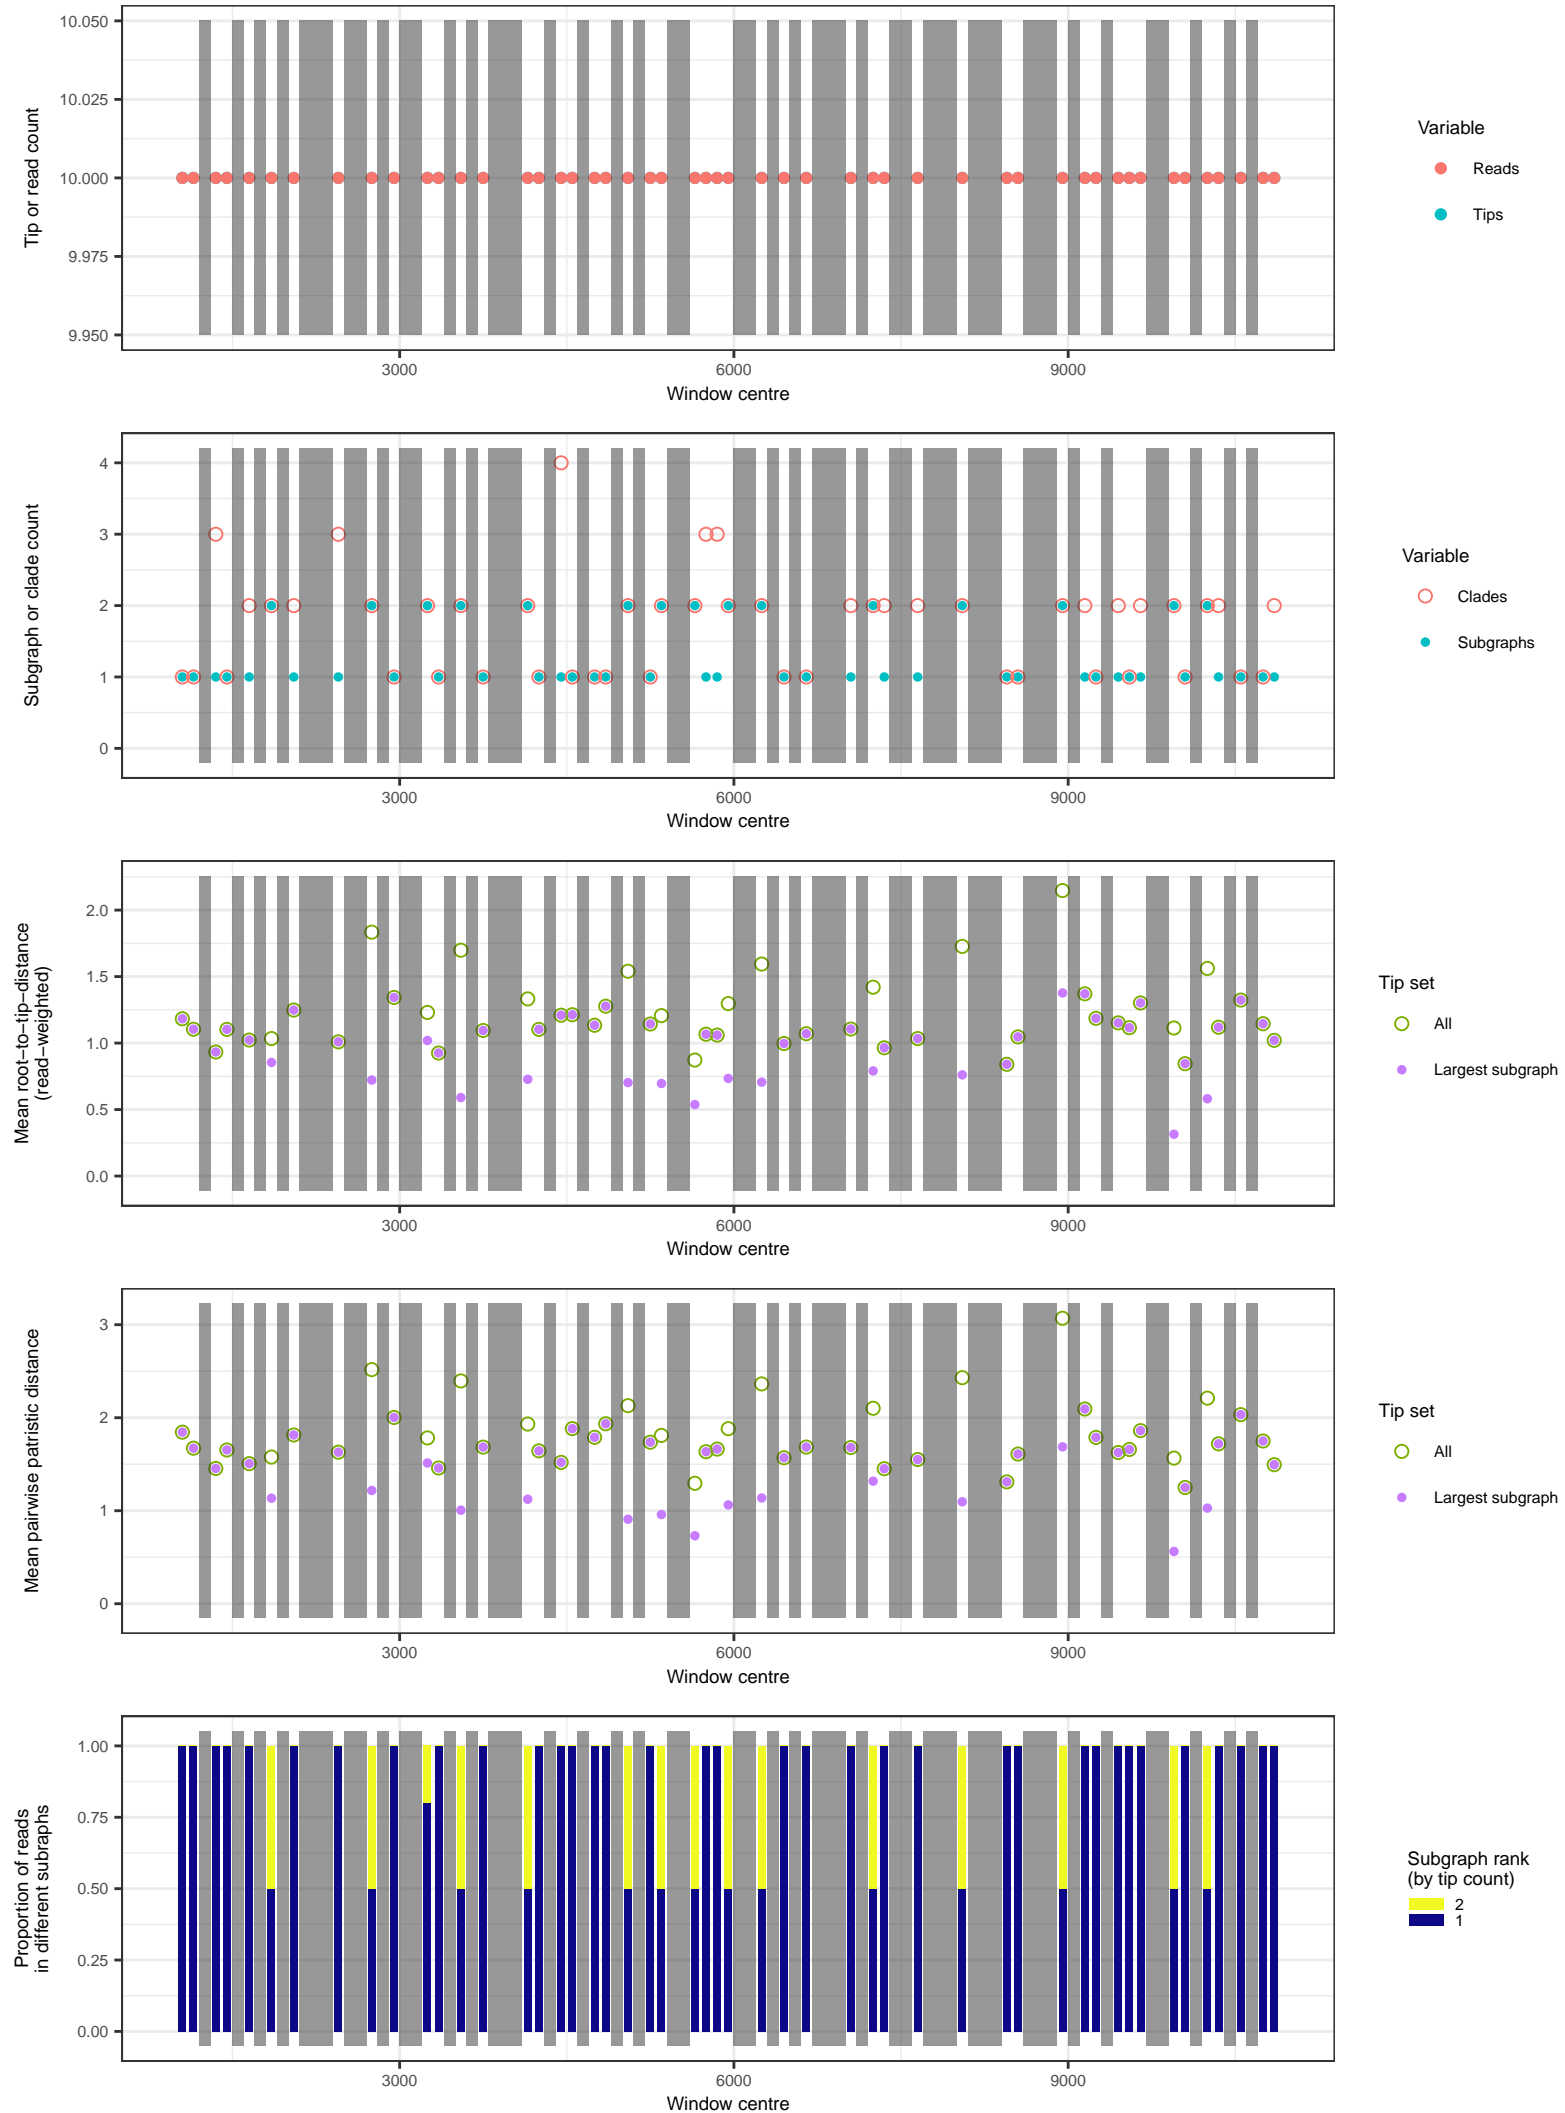 10.050
10.025
10.000
9.975
9.950
Tip or read count
3000
6000
9000
Window centre
Variable
Reads
Tips
4
3
2
1
0
Subgraph or clade count
3000
6000
9000
Window centre
Variable
Clades
Subgraphs
2.0
1.5
1.0
0.5
0.0
Mean root−to−tip−distance
(read−weighted)
3000
6000
9000
Window centre
Tip set
All
Largest subgraph
3
2
1
0
Mean pairwise patristic distance
3000
6000
9000
Window centre
Tip set
All
Largest subgraph
1.00
0.75
0.50
0.25
0.00
Proportion of reads
in different subraphs
3000
6000
9000
Window centre
Subgraph rank
(by tip count)
2
1